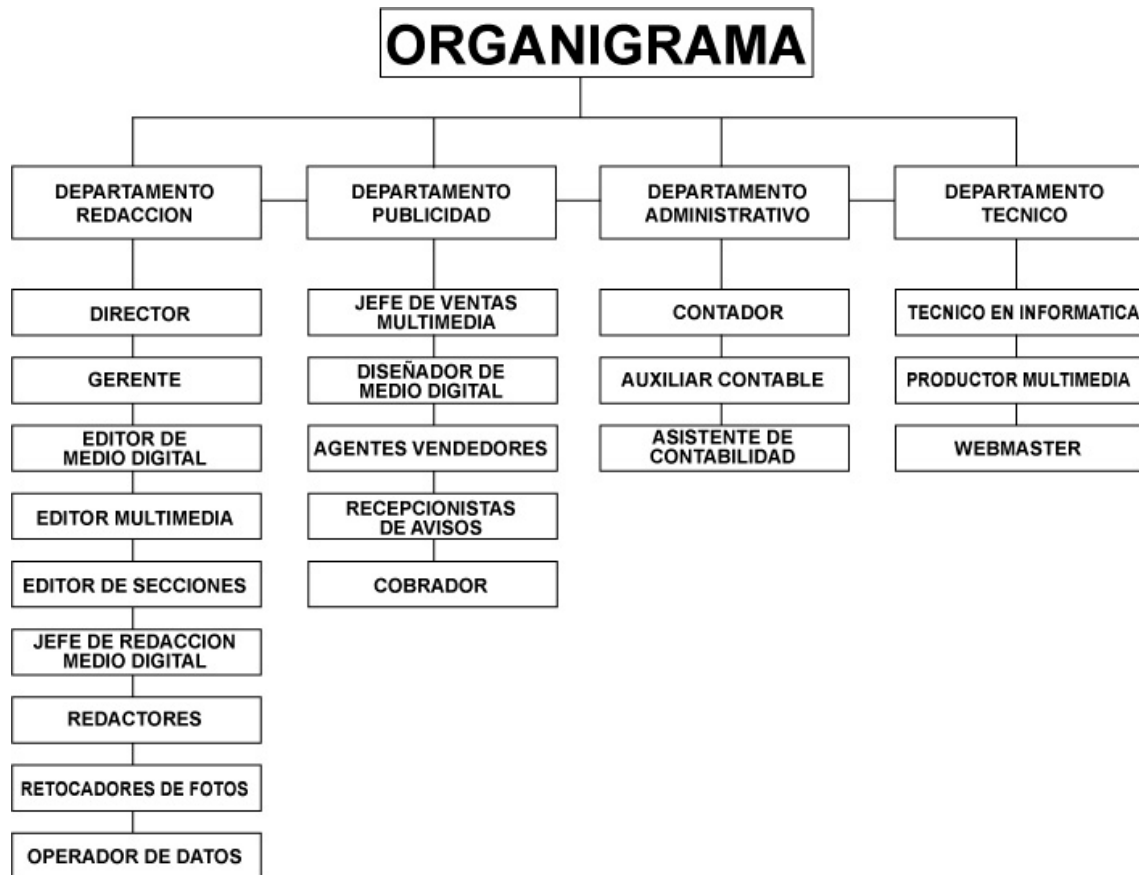 ORGANIGRAMA
DEPARTAMENTO
REDACCION
DEPARTAMENTO
PUBLICIDAD
DEPARTAMENTO
ADMINISTRATIVO
DEPARTAMENTO
TECNICO
DIRECTOR
GERENTE
EDITOR DE
MEDIO DIGITAL
EDITOR MULTIMEDIA
EDITOR DE SECCIONES
JEFE DE REDACCION
MEDIO DIGITAL
REDACTORES
RETOCADORES DE FOTOS
OPERADOR DE DATOS
JEFE DE VENTAS
MULTIMEDIA
DISEÑADOR DE
MEDIO DIGITAL
AGENTES VENDEDORES
RECEPCIONISTAS
DE AVISOS
COBRADOR
CONTADOR
AUXILIAR CONTABLE
ASISTENTE DE
CONTABILIDAD
TECNICO EN INFORMATICA
PRODUCTOR MULTIMEDIA
WEBMASTER